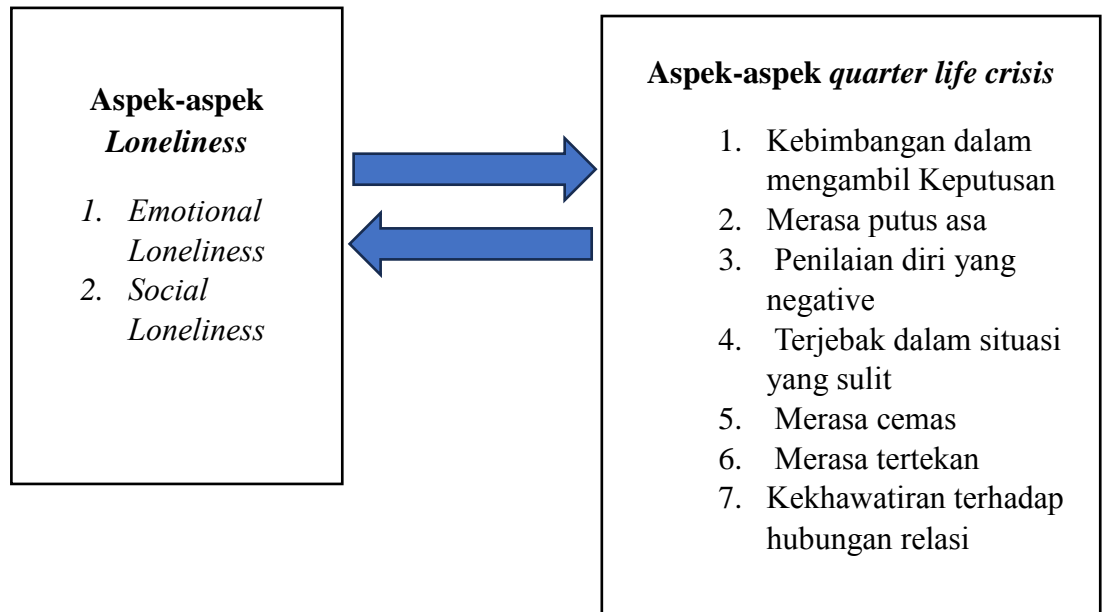 Aspek-aspek
Loneliness
1. Emotional
Loneliness
2. Social
Loneliness
Aspek-aspek quarter life crisis
1. Kebimbangan dalam
mengambil Keputusan
2. Merasa putus asa
3. Penilaian diri yang
negative
4. Terjebak dalam situasi
yang sulit
5. Merasa cemas
6. Merasa tertekan
7. Kekhawatiran terhadap
hubungan relasi